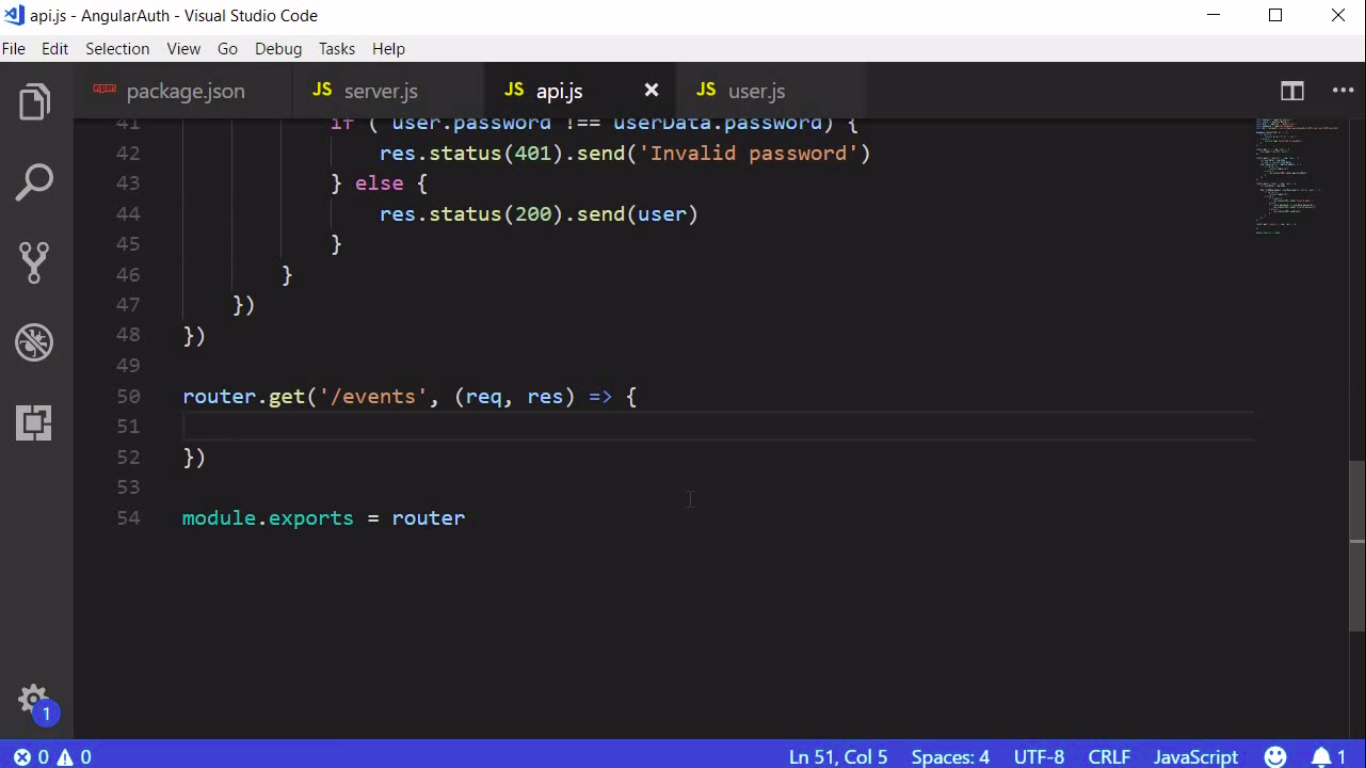 api.js - AngularAuth - Visual Studio Code
File Edit Selection View Go Debug Tasks Help
npm package.json JS server.js JS api.js JS user.js
41 if ( user.password !== userData.password) {
42 res.status(401).send('Invalid password')
43 } else {
44 res.status(200).send(user)
45 }
46 }
47 })
48 })
49
50 router.get('/events', (req, res) => {
51
52 })
53
54 module.exports = router
1
0 0 Ln 51, Col 5 Spaces: 4 UTF-8 CRLF JavaScript 1